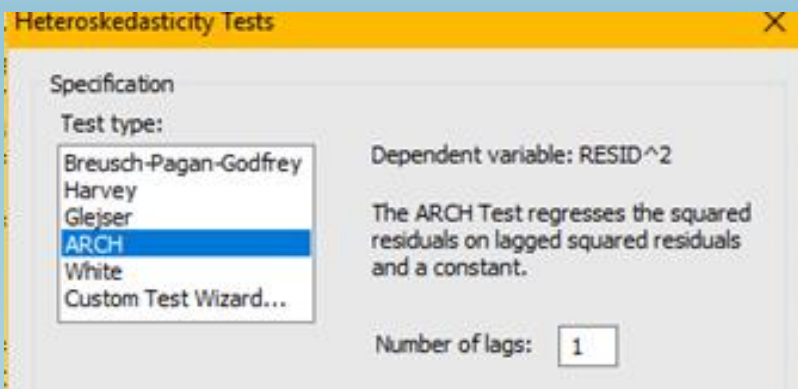 Heteroskedasticity Tests
Specification
Test type:
Breusch-Pagan-Godfrey
Harvey
Glejser
ARCH
White
Custom Test Wizard...
Dependent variable: RESID^2
The ARCH Test regresses the squared
residuals on lagged squared residuals
and a constant.
Number of lags: 1